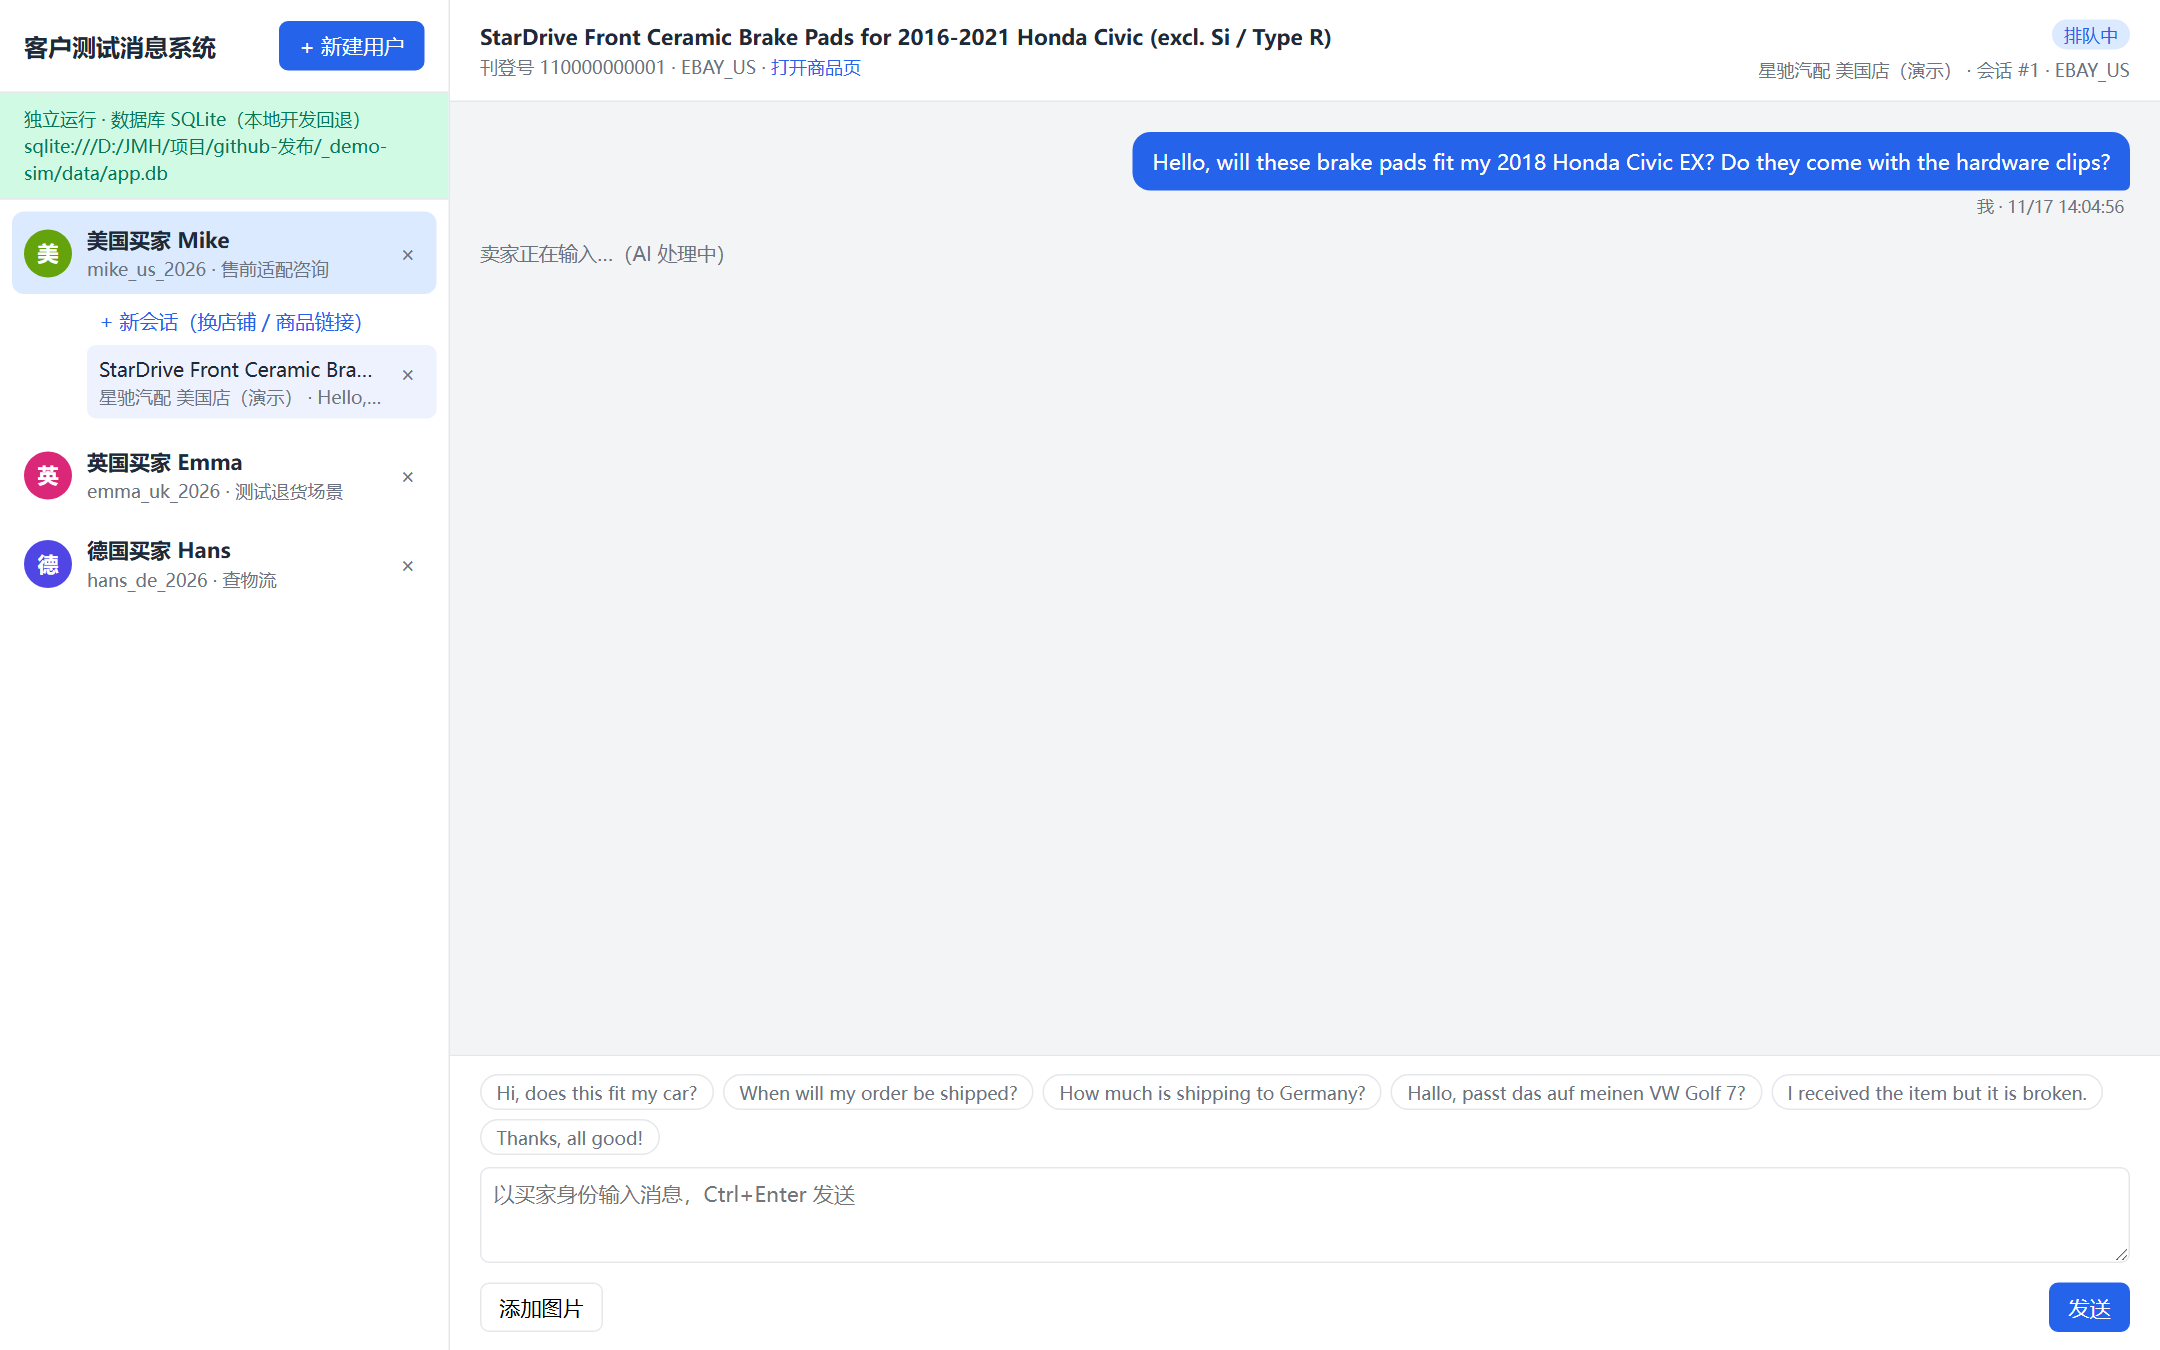 客户测试消息系统
+ 新建用户
独立运行 · 数据库 SQLite（本地开发回退）
sqlite:///D:/JMH/项目/github-发布/_demo-
sim/data/app.db
美
美国买家 Mike
mike_us_2026 · 售前适配咨询
×
+ 新会话（换店铺 / 商品链接）
StarDrive Front Ceramic Bra...
星驰汽配 美国店（演示） · Hello,...
×
英
英国买家 Emma
emma_uk_2026 · 测试退货场景
×
德
德国买家 Hans
hans_de_2026 · 查物流
×
StarDrive Front Ceramic Brake Pads for 2016-2021 Honda Civic (excl. Si / Type R)
刊登号 110000000001 · EBAY_US · 打开商品页
排队中
星驰汽配 美国店（演示） · 会话 #1 · EBAY_US
Hello, will these brake pads fit my 2018 Honda Civic EX? Do they come with the hardware clips?
我 · 11/17 14:04:56
卖家正在输入...（AI 处理中）
Hi, does this fit my car?
When will my order be shipped?
How much is shipping to Germany?
Hallo, passt das auf meinen VW Golf 7?
I received the item but it is broken.
Thanks, all good!
以买家身份输入消息，Ctrl+Enter 发送
添加图片
发送